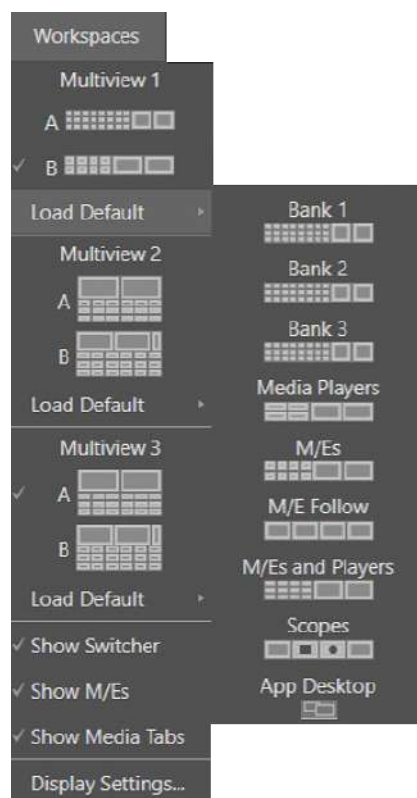 Workspaces
Multiview 1
A
✓ B
Load Default
Multiview 2
A
B
Load Default
Multiview 3
✓ A
B
Load Default
✓ Show Switcher
✓ Show M/Es
✓ Show Media Tabs
Display Settings...
Bank 1
Bank 2
Bank 3
Media Players
M/Es
M/E Follow
M/Es and Players
Scopes
App Desktop